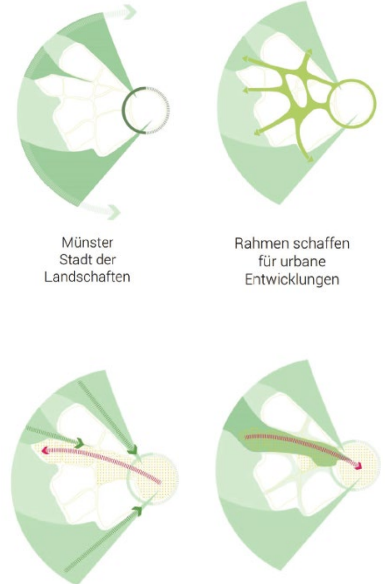 Münster
Stadt der
Landschaften
Rahmen schaffen
für urbane
Entwicklungen